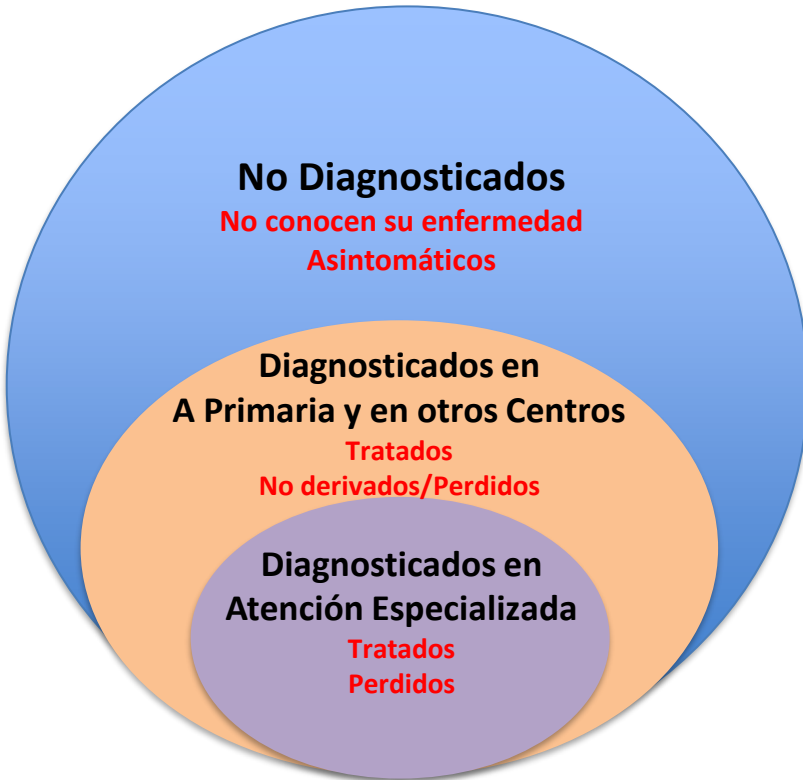 No Diagnosticados
No conocen su enfermedad
Asintomáticos
Diagnosticados en
A Primaria y en otros Centros
Tratados
No derivados/Perdidos
Diagnosticados en
Atención Especializada
Tratados
Perdidos